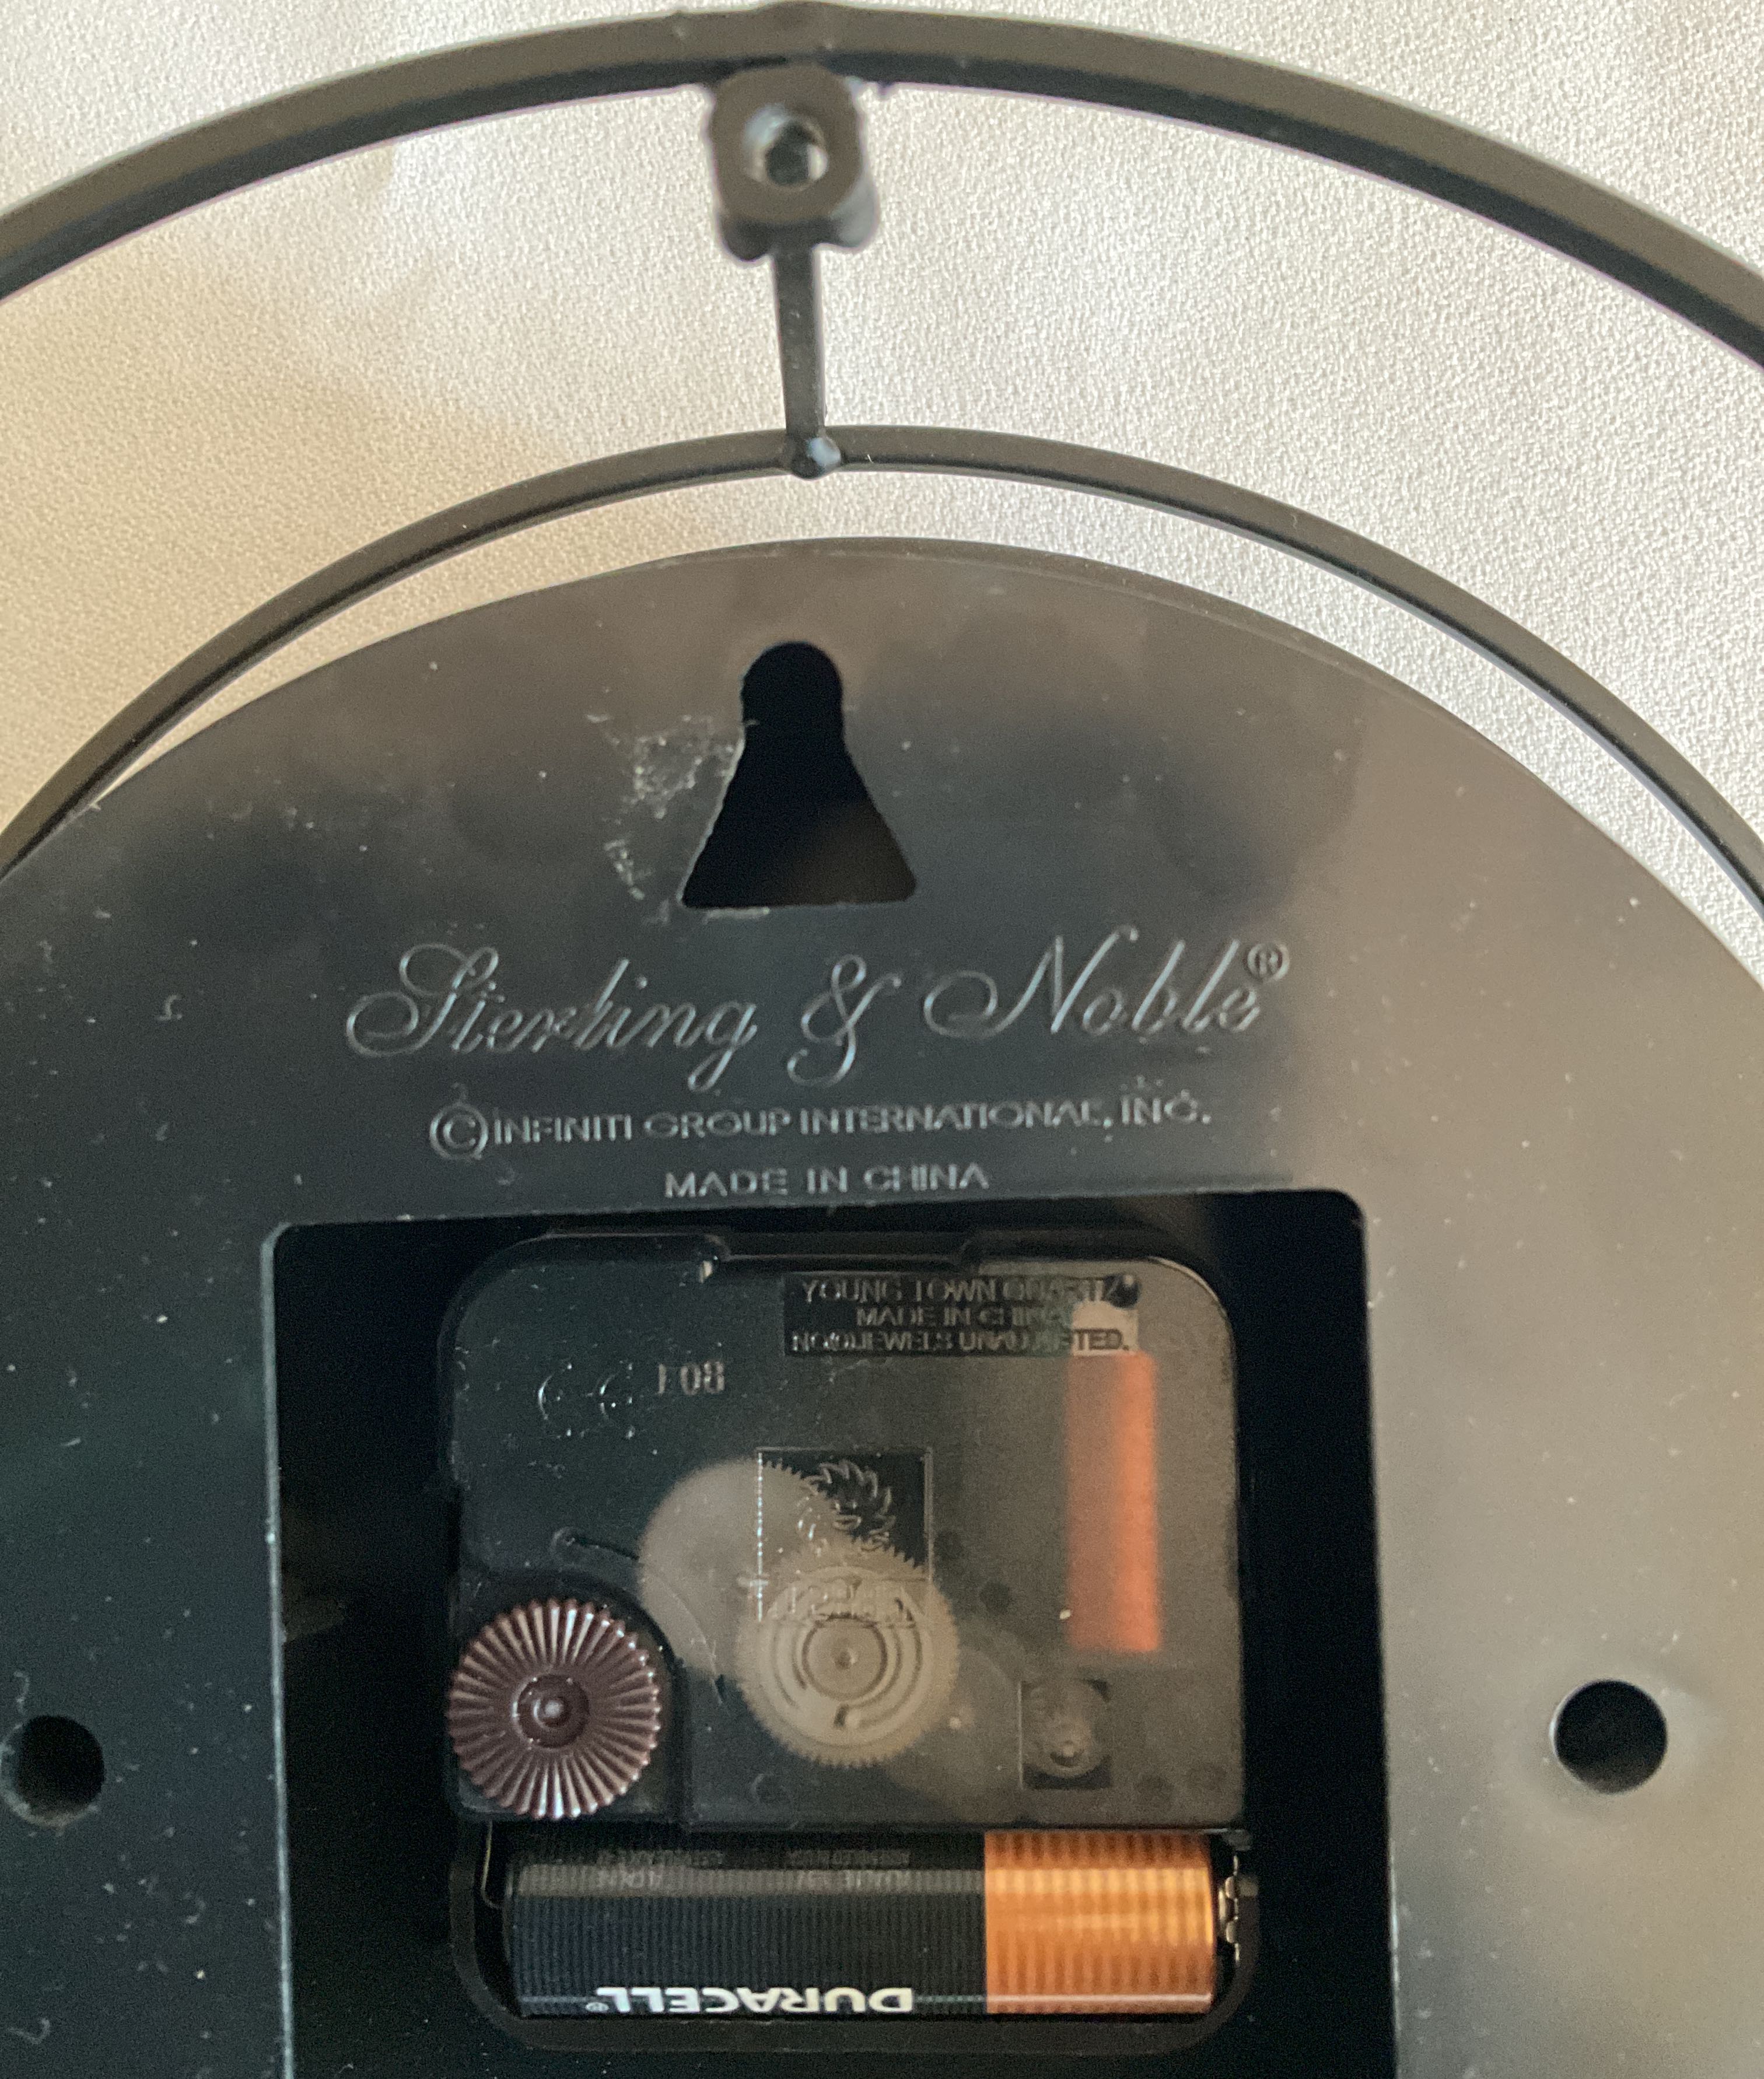 Sterling & Noble®
© INFINITI GROUP INTERNATIONAL, INC.
MADE IN CHINA
YOUNG TOWN QUARTZ
MADE IN CHINA
NO(0)JEWELS UNADJUSTED.
DURACELL®